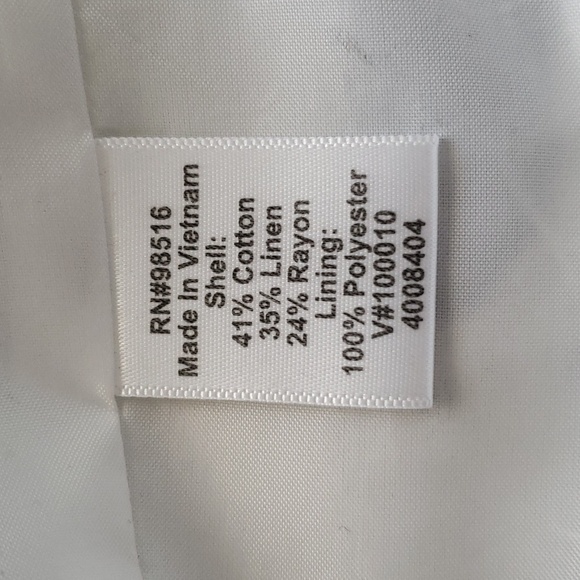 RN#98516
Made In Vietnam
Shell:
41% Cotton
35% Linen
24% Rayon
Lining:
100% Polyester
V#100010
4008404